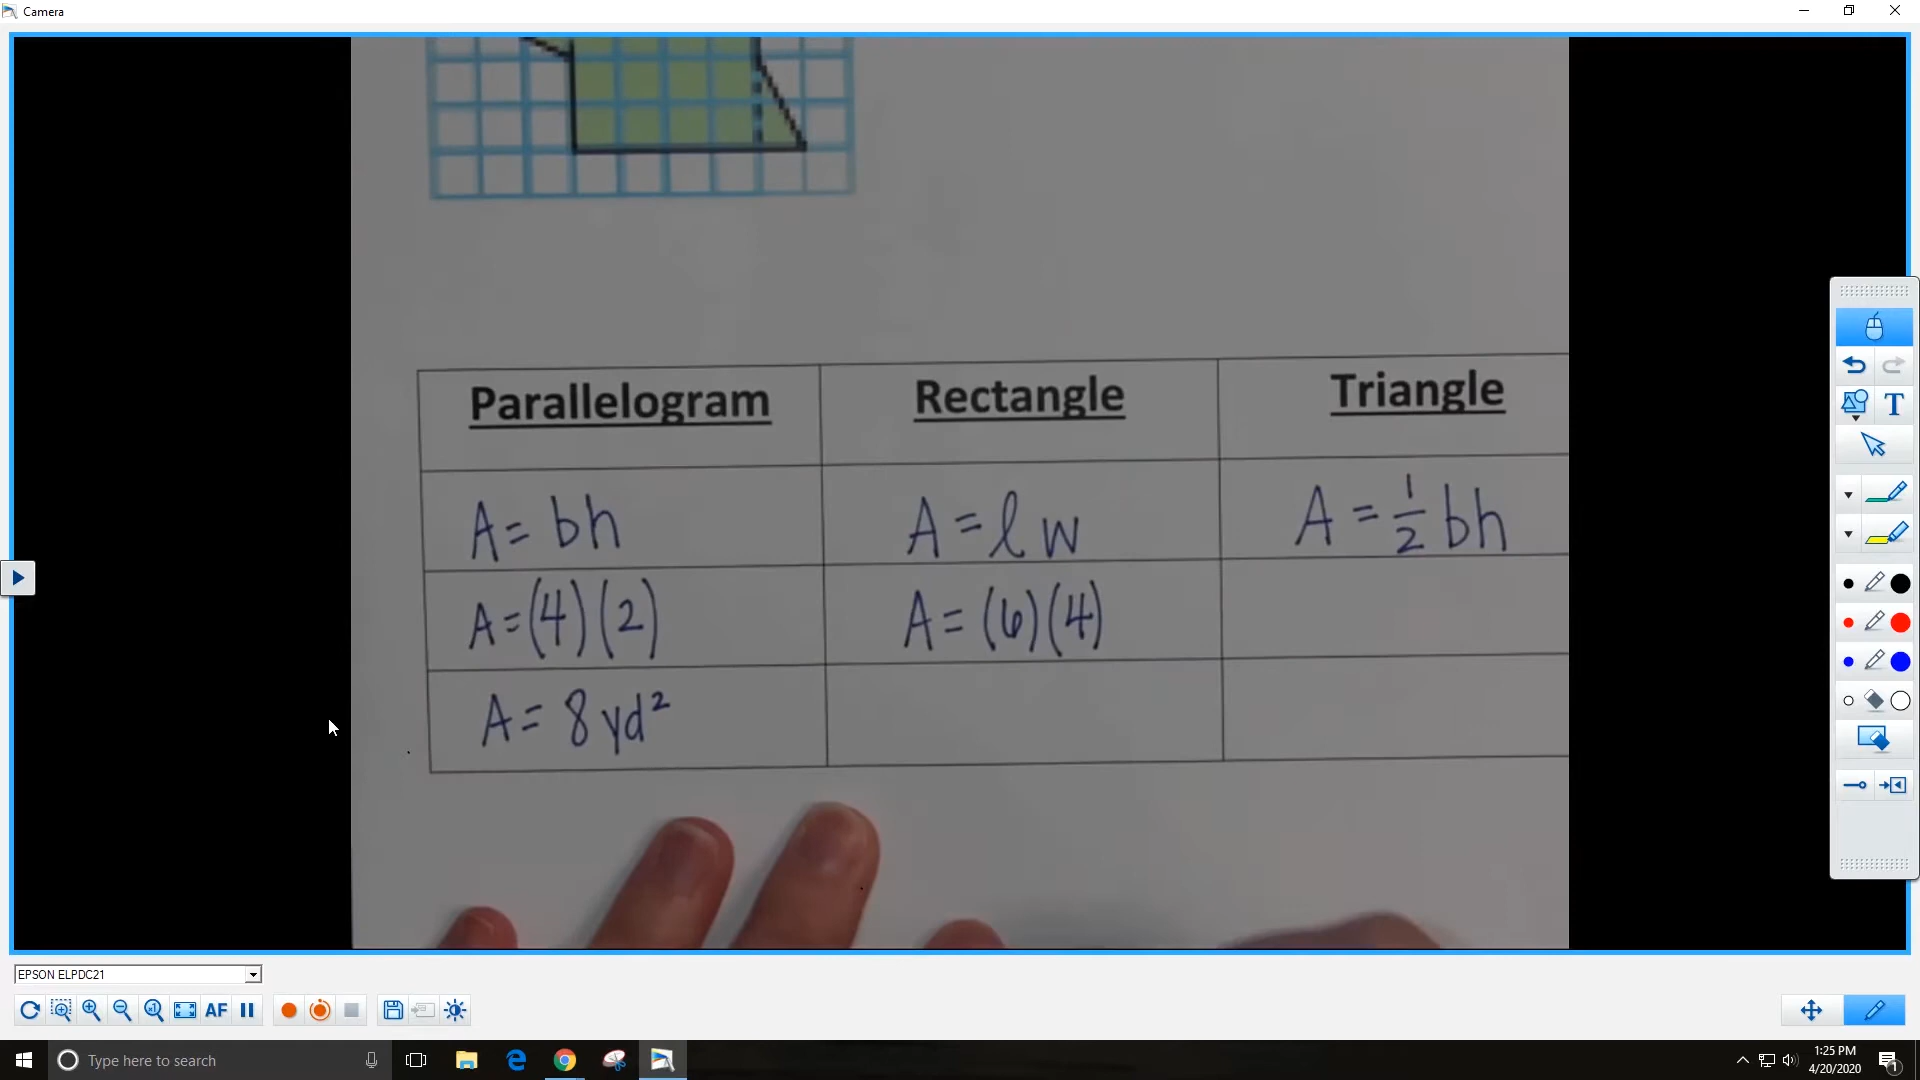 Camera
Parallelogram Rectangle Triangle
A = bh A = l w A = 1/2 bh
A = (4)(2) A = (6)(4)
A = 8 yd²
T
EPSON ELPDC21
AF
Type here to search
1:25 PM
4/20/2020
1